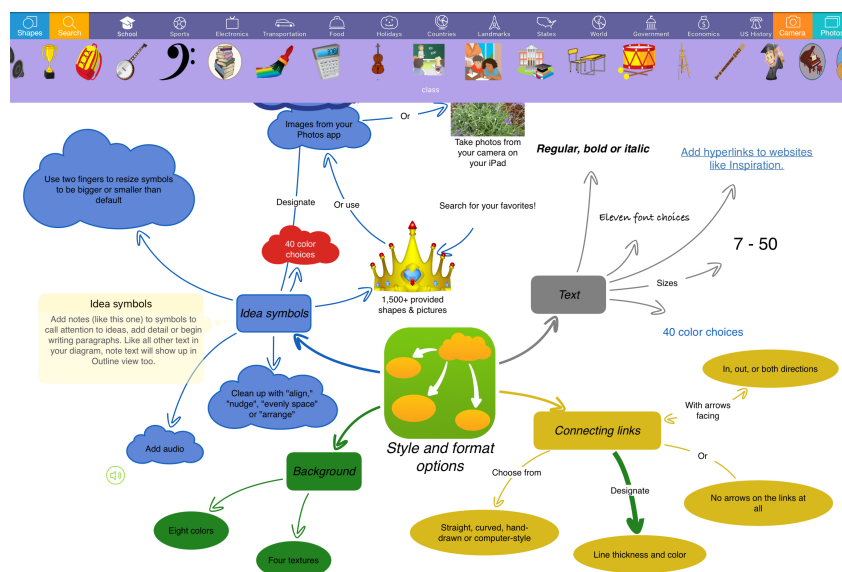 Shapes
Search
School
Sports
Electronics
Transportation
Food
Holidays
Countries
Landmarks
States
World
Government
Economics
US History
Camera
Photos
class
Images from your
Photos app
Or
Take photos from
your camera on
your iPad
Regular, bold or italic
Add hyperlinks to websites
like Inspiration.
Use two fingers to resize symbols
to be bigger or smaller than
default
Designate
Or use
Search for your favorites!
Eleven font choices
40 color
choices
7 - 50
Sizes
1,500+ provided
shapes & pictures
Text
Idea symbols
Add notes (like this one) to symbols to
call attention to ideas, add detail or begin
writing paragraphs. Like all other text in
your diagram, note text will show up in
Outline view too.
Idea symbols
40 color choices
In, out, or both directions
Clean up with "align,"
"nudge", "evenly space"
or "arrange"
With arrows
facing
Connecting links
Add audio
Style and format
options
Background
Choose from
Or
Designate
No arrows on the links at
all
Eight colors
Straight, curved, hand-
drawn or computer-style
Four textures
Line thickness and color